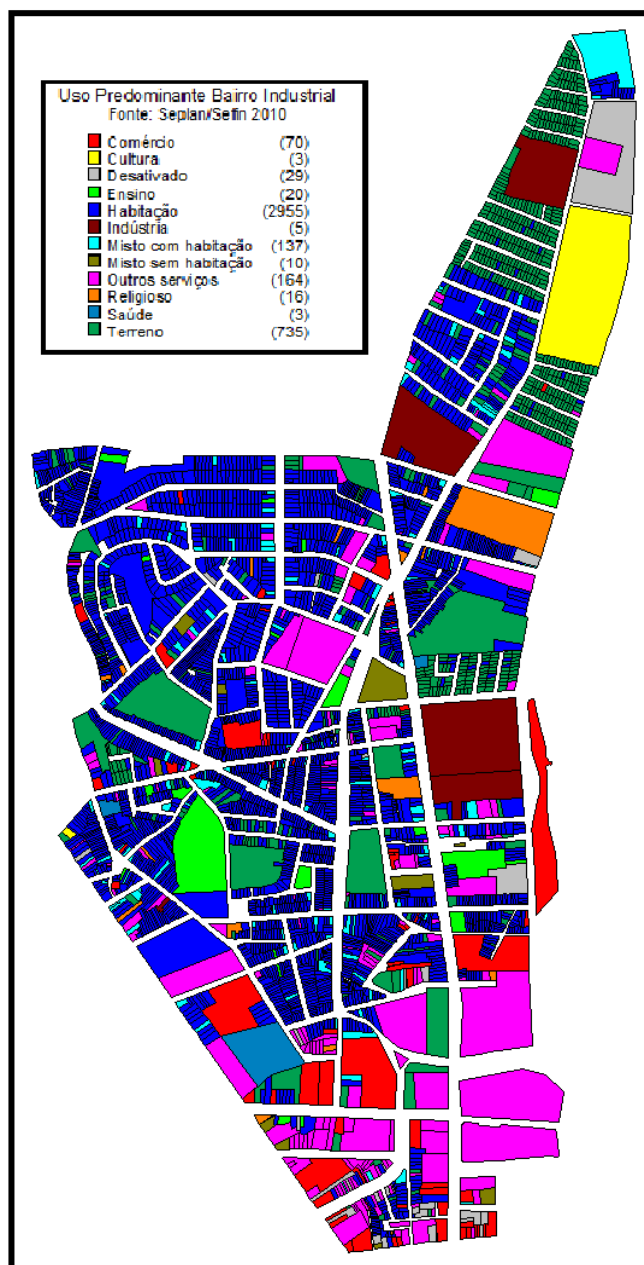 Uso Predominante Bairro Industrial
Fonte: Seplan/Sefin 2010
Comércio (70)
Cultura (3)
Desativado (29)
Ensino (20)
Habitação (2955)
Indústria (5)
Misto com habitação (137)
Misto sem habitação (10)
Outros serviços (164)
Religioso (16)
Saúde (3)
Terreno (735)